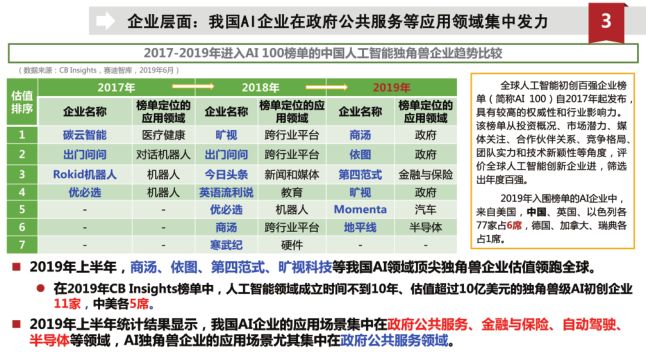 企业层面：我国AI企业在政府公共服务等应用领域集中发力
3
2017-2019年进入AI 100榜单的中国人工智能独角兽企业趋势比较
（数据来源：CB Insights，赛迪智库，2019年6月）
估值排序 2017年 2018年 2019年
企业名称 榜单定位的应用领域 企业名称 榜单定位的应用领域 企业名称 榜单定位的应用领域
1 碳云智能 医疗健康 旷视 跨行业平台 商汤 政府
2 出门问问 对话机器人 出门问问 跨行业平台 依图 政府
3 Rokid机器人 机器人 今日头条 新闻和媒体 第四范式 金融与保险
4 优必选 机器人 英语流利说 教育 旷视 政府
5 - - 优必选 机器人 Momenta 汽车
6 - - 商汤 跨行业平台 地平线 半导体
7 - - 寒武纪 硬件 - -
全球人工智能初创百强企业榜
单（简称AI 100）自2017年起发布，
具有较高的权威性和行业影响力。
该榜单从投资概况、市场潜力、媒
体关注、合作伙伴关系、竞争格局、
团队实力和技术新颖性等角度，评
价全球人工智能创新企业进，筛选
出年度百强。
2019年入围榜单的AI企业中，
来自美国，中国、英国、以色列各
77家占6席，德国、加拿大、瑞典各
占1席。
2019年上半年，商汤、依图、第四范式、旷视科技等我国AI领域顶尖独角兽企业估值领跑全球。
在2019年CB Insights榜单中，人工智能领域成立时间不到10年、估值超过10亿美元的独角兽级AI初创企业
11家，中美各5席。
2019年上半年统计结果显示，我国AI企业的应用场景集中在政府公共服务、金融与保险、自动驾驶、
半导体等领域，AI独角兽企业的应用场景尤其集中在政府公共服务领域。